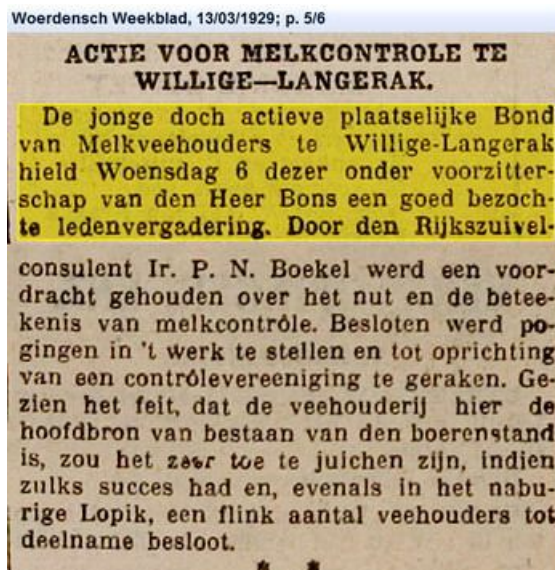 Woerdensch Weekblad, 13/03/1929; p. 5/6
ACTIE VOOR MELKCONTROLE TE
WILLIGE—LANGERAK.
De jonge doch actieve plaatselijke Bond
van Melkveehouders te Willige-Langerak
hield Woensdag 6 dezer onder voorzitter-
schap van den Heer Bons een goed bezoch-
te ledenvergadering. Door den Rijkszuivel-
consulent Ir. P. N. Boekel werd een voor-
dracht gehouden over het nut en de betee-
kenis van melkcontrôle. Besloten werd po-
gingen in 't werk te stellen en tot oprichting
van een contrôlevereeniging te geraken. Ge-
zien het feit, dat de veehouderij hier de
hoofdbron van bestaan van den boerenstand
is, zou het zeer toe te juichen zijn, indien
zulks succes had en, evenals in het nabu-
rige Lopik, een flink aantal veehouders tot
deelname besloot.
* *